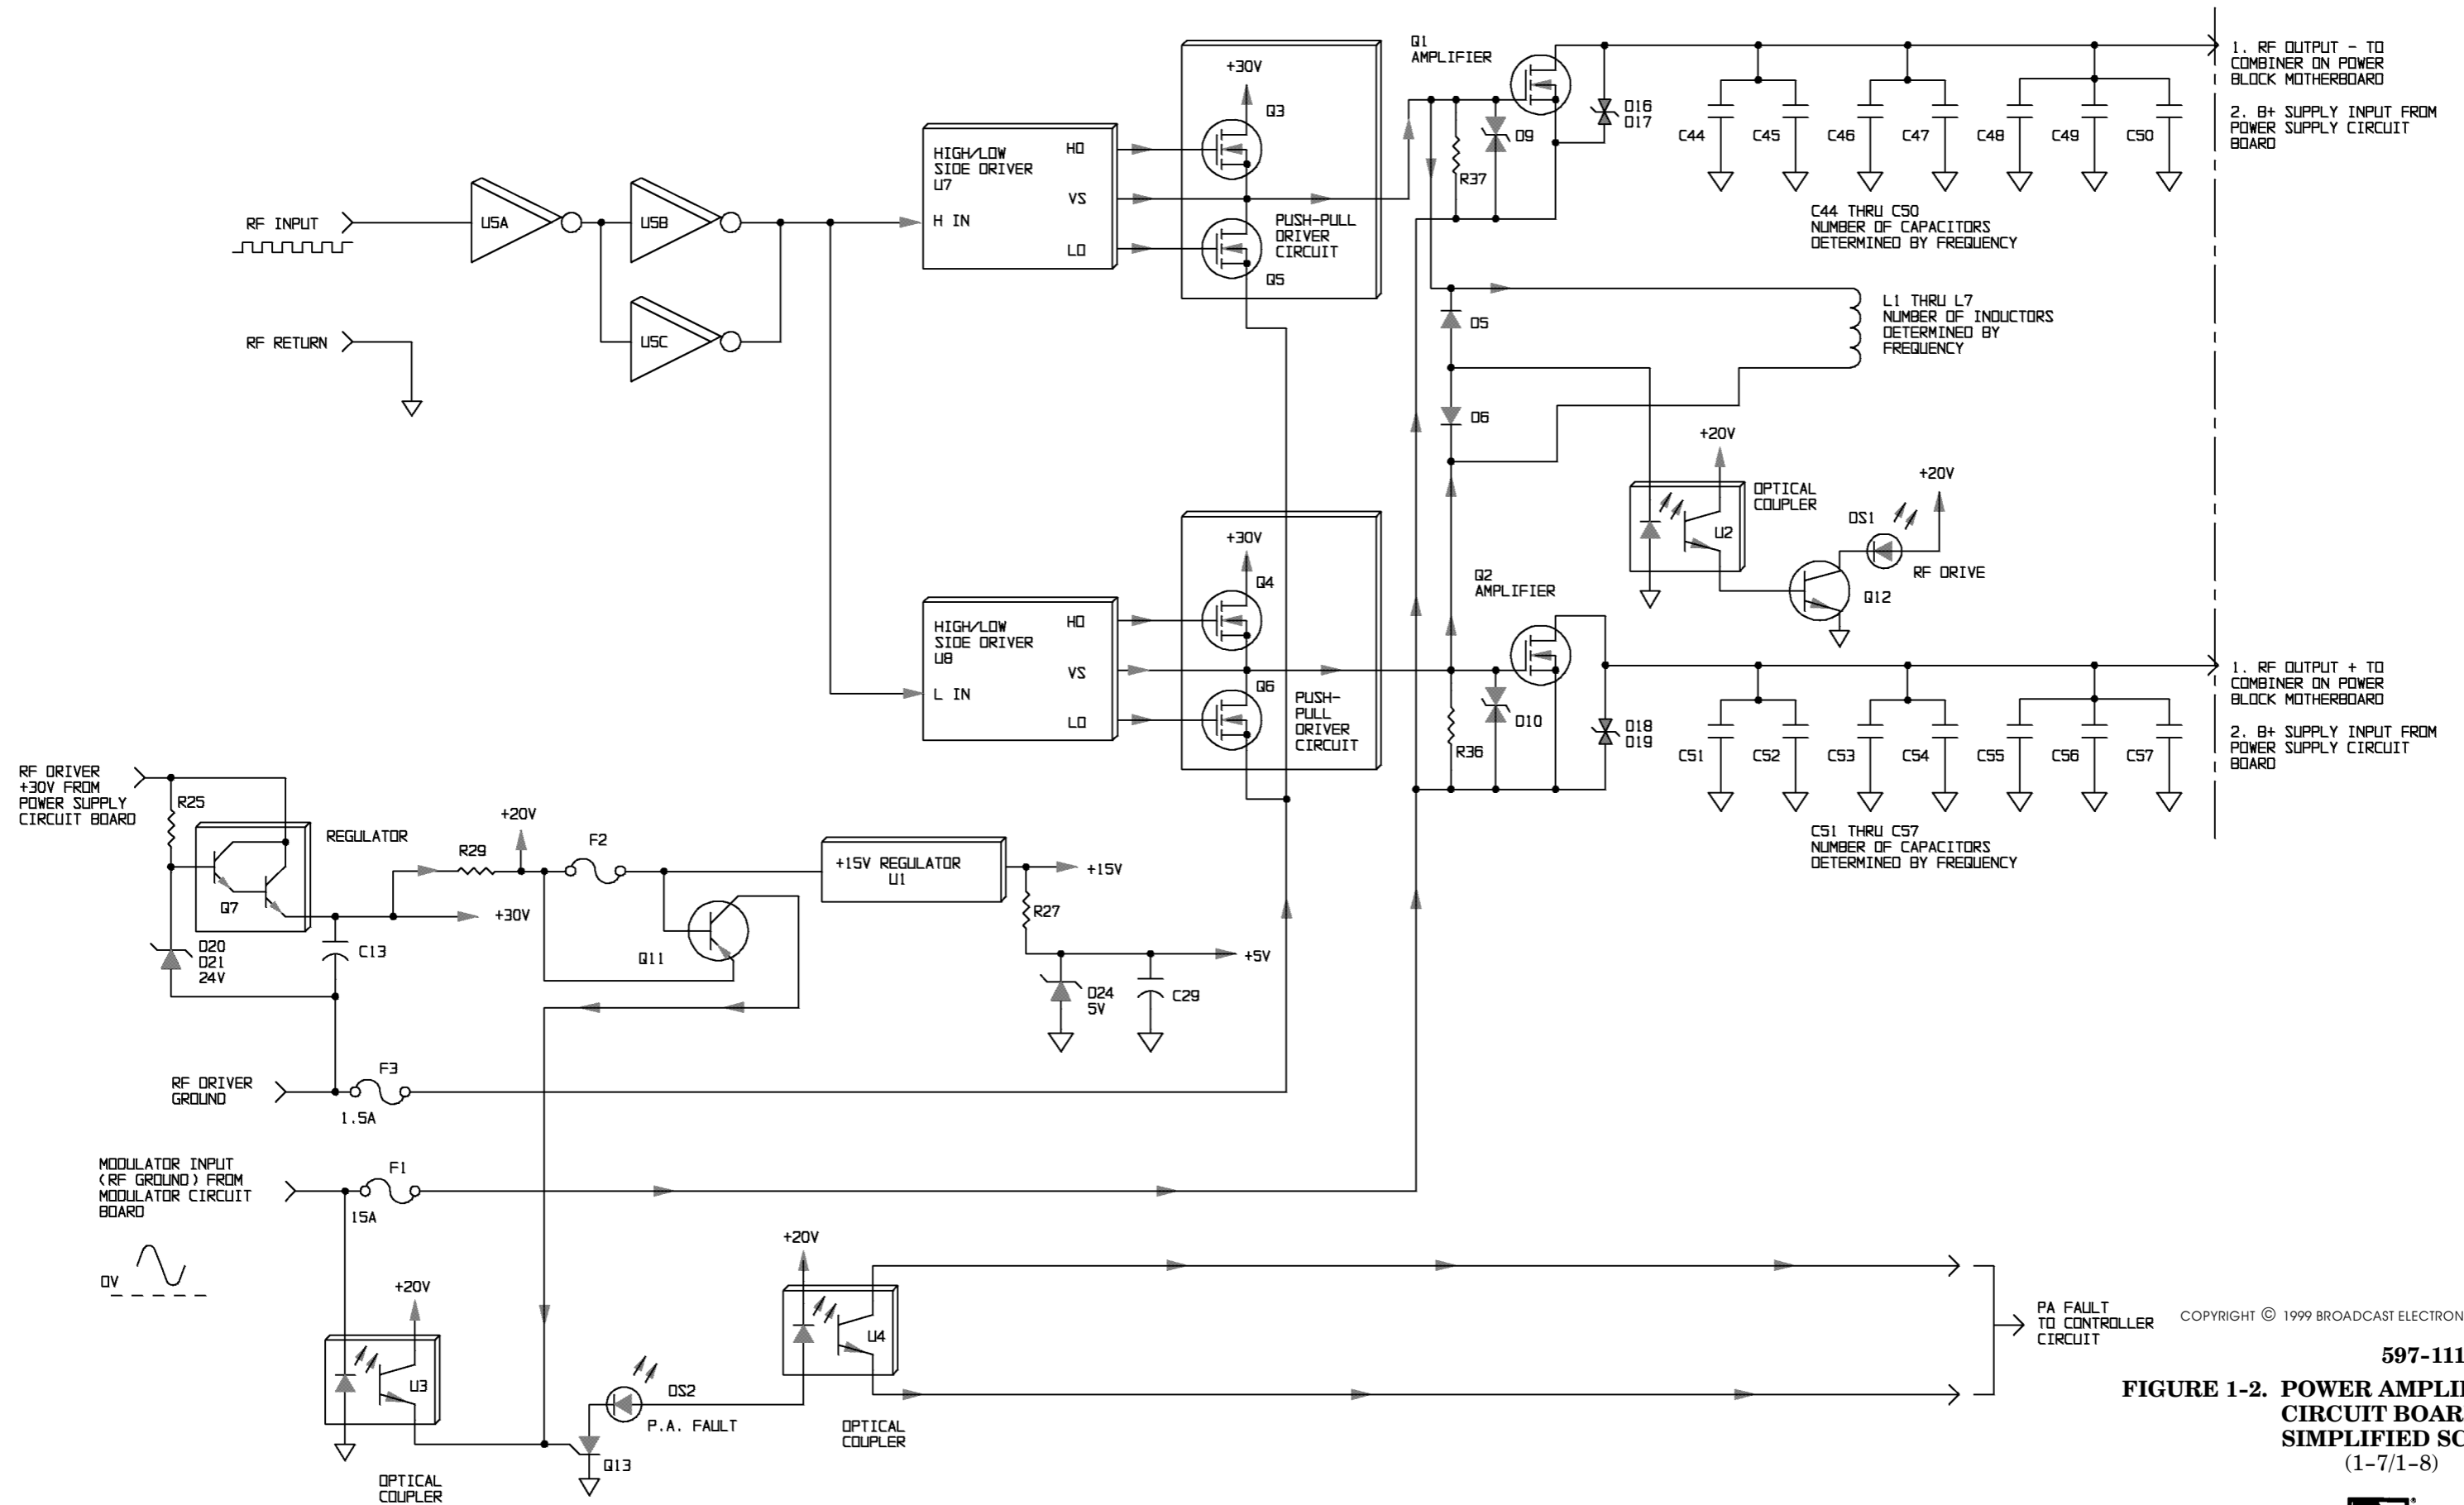 Q1
AMPLIFIER
+30V
Q3
HIGH/LOW
SIDE DRIVER
U7
HO
VS
LO
H IN
PUSH-PULL
DRIVER
CIRCUIT
Q5
RF INPUT
U5A
U5B
U5C
RF RETURN
R37
D9
D16
D17
C44
C45
C46
C47
C48
C49
C50
C44 THRU C50
NUMBER OF CAPACITORS
DETERMINED BY FREQUENCY
1. RF OUTPUT - TO
COMBINER ON POWER
BLOCK MOTHERBOARD
2. B+ SUPPLY INPUT FROM
POWER SUPPLY CIRCUIT
BOARD
D5
D6
L1 THRU L7
NUMBER OF INDUCTORS
DETERMINED BY
FREQUENCY
+20V
OPTICAL
COUPLER
U2
+20V
DS1
RF DRIVE
Q12
+30V
Q4
HIGH/LOW
SIDE DRIVER
U8
HO
VS
LO
L IN
Q6
PUSH-
PULL
DRIVER
CIRCUIT
Q2
AMPLIFIER
R36
D10
D18
D19
C51
C52
C53
C54
C55
C56
C57
C51 THRU C57
NUMBER OF CAPACITORS
DETERMINED BY FREQUENCY
1. RF OUTPUT + TO
COMBINER ON POWER
BLOCK MOTHERBOARD
2. B+ SUPPLY INPUT FROM
POWER SUPPLY CIRCUIT
BOARD
RF DRIVER
+30V FROM
POWER SUPPLY
CIRCUIT BOARD
R25
REGULATOR
Q7
D20
D21
24V
C13
R29
+20V
+30V
F2
Q11
+15V REGULATOR
U1
+15V
R27
+5V
D24
5V
C29
RF DRIVER
GROUND
F3
1.5A
MODULATOR INPUT
(RF GROUND) FROM
MODULATOR CIRCUIT
BOARD
F1
15A
0V
+20V
U3
OPTICAL
COUPLER
DS2
P.A. FAULT
Q13
+20V
U4
OPTICAL
COUPLER
PA FAULT
TO CONTROLLER
CIRCUIT
COPYRIGHT © 1999 BROADCAST ELECTRON
597-111
FIGURE 1-2. POWER AMPLI
CIRCUIT BOAR
SIMPLIFIED SC
(1-7/1-8)